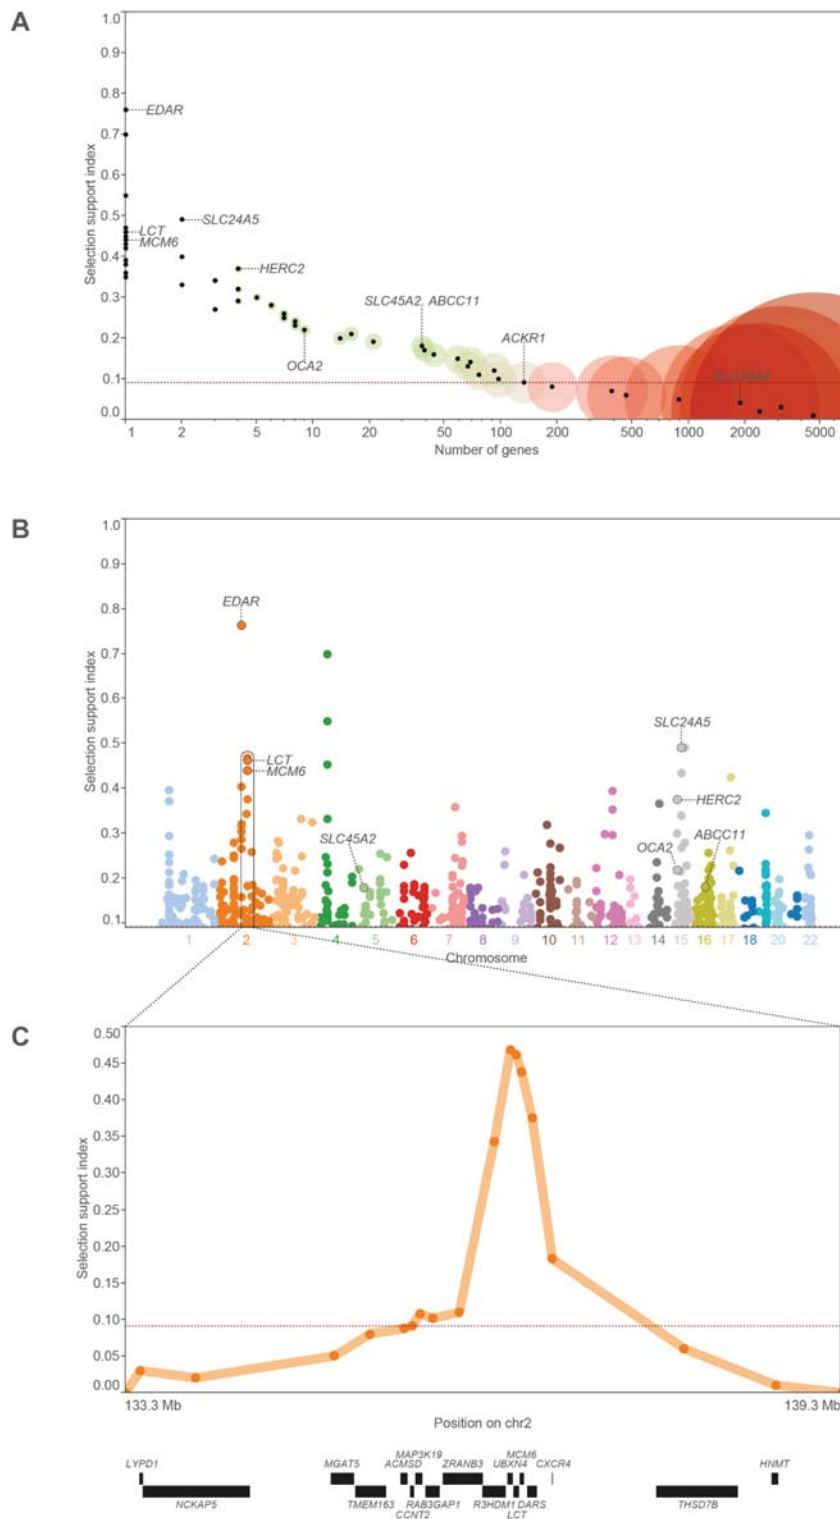 A
1.0
0.9
0.8
EDAR
0.7
0.6
Selection support index
0.5
SLC24A5
LCT
MCM6
0.4
HERC2
0.3
SLC45A2, ABCC11
0.2
OCA2
ACKR1
0.1
SLC39A4
0.0
1 2 5 10 20 50 100 200 500 1000 2000 5000
Number of genes
B
1.0
0.9
0.8
EDAR
0.7
0.6
Selection support index
SLC24A5
0.5
LCT
MCM6
0.4
HERC2
0.3
SLC45A2
OCA2
ABCC11
0.2
0.1
1 2 3 4 5 6 7 8 9 10 11 12 13 14 15 16 17 18 20 22
Chromosome
C
0.50
0.45
0.40
0.35
0.30
Selection support index
0.25
0.20
0.15
0.10
0.05
0.00
133.3 Mb
139.3 Mb
Position on chr2
MAP3K19 MCM6
LYPD1 MGAT5 ACMSD ZRANB3 UBXN4 CXCR4 HNMT
NCKAP5 TMEM163 RAB3GAP1 R3HDM1 DARS THSD7B
CCNT2 LCT